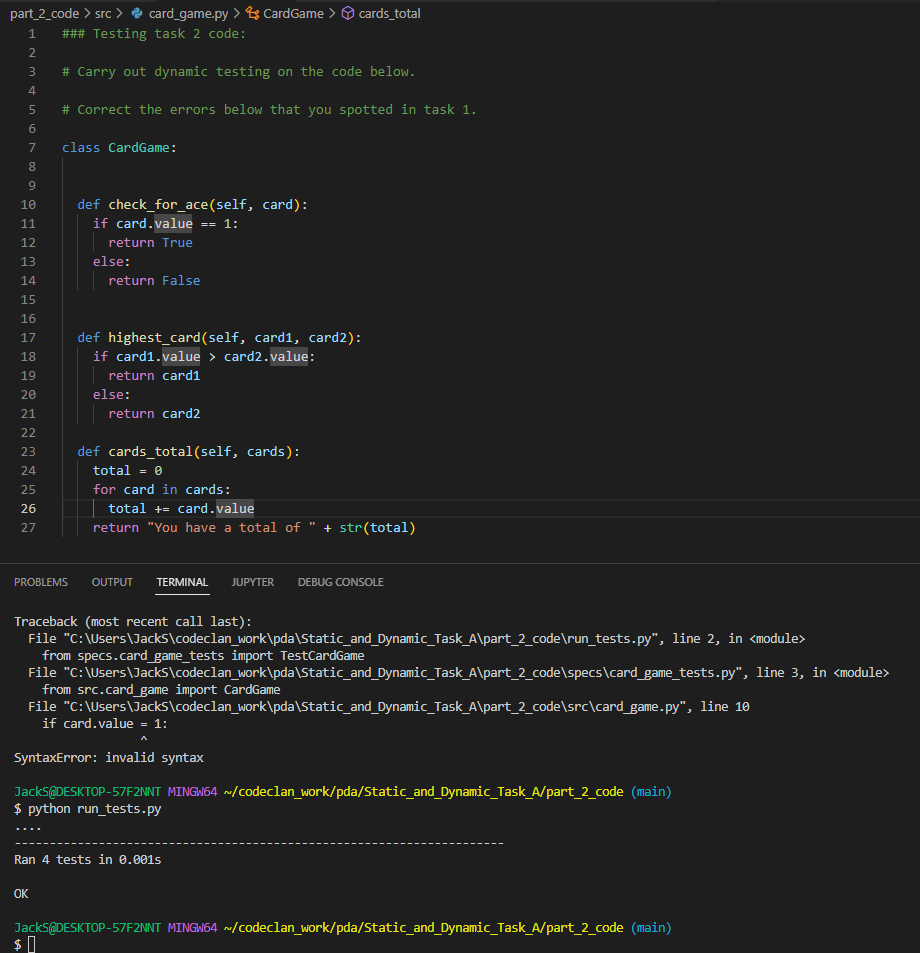 part_2_code > src > card_game.py > CardGame > cards_total
1 ### Testing task 2 code:
2
3 # Carry out dynamic testing on the code below.
4
5 # Correct the errors below that you spotted in task 1.
6
7 class CardGame:
8
9
10 def check_for_ace(self, card):
11 if card.value == 1:
12 return True
13 else:
14 return False
15
16
17 def highest_card(self, card1, card2):
18 if card1.value > card2.value:
19 return card1
20 else:
21 return card2
22
23 def cards_total(self, cards):
24 total = 0
25 for card in cards:
26 total += card.value
27 return "You have a total of " + str(total)
PROBLEMS OUTPUT TERMINAL JUPYTER DEBUG CONSOLE
Traceback (most recent call last):
File "C:\Users\JackS\codeclan_work\pda\Static_and_Dynamic_Task_A\part_2_code\run_tests.py", line 2, in <module>
from specs.card_game_tests import TestCardGame
File "C:\Users\JackS\codeclan_work\pda\Static_and_Dynamic_Task_A\part_2_code\specs\card_game_tests.py", line 3, in <module>
from src.card_game import CardGame
File "C:\Users\JackS\codeclan_work\pda\Static_and_Dynamic_Task_A\part_2_code\src\card_game.py", line 10
if card.value = 1:
^
SyntaxError: invalid syntax
JackS@DESKTOP-57F2NNT MINGW64 ~/codeclan_work/pda/Static_and_Dynamic_Task_A/part_2_code (main)
$ python run_tests.py
....
----------------------------------------------------------------------
Ran 4 tests in 0.001s
OK
JackS@DESKTOP-57F2NNT MINGW64 ~/codeclan_work/pda/Static_and_Dynamic_Task_A/part_2_code (main)
$